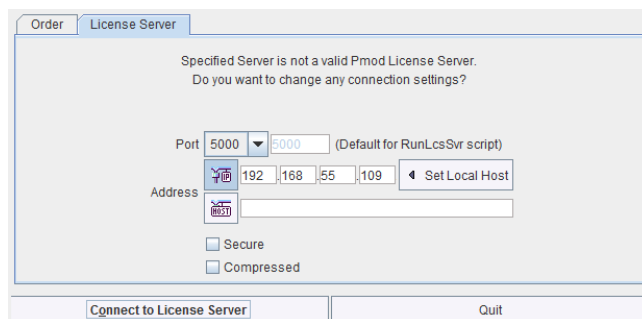 Order License Server
Specified Server is not a valid Pmod License Server.
Do you want to change any connection settings?
Port 5000 5000 (Default for RunLcsSvr script)
IP 192 .168 .55 .109 Set Local Host
Address
HOST
Secure
Compressed
Connect to License Server Quit